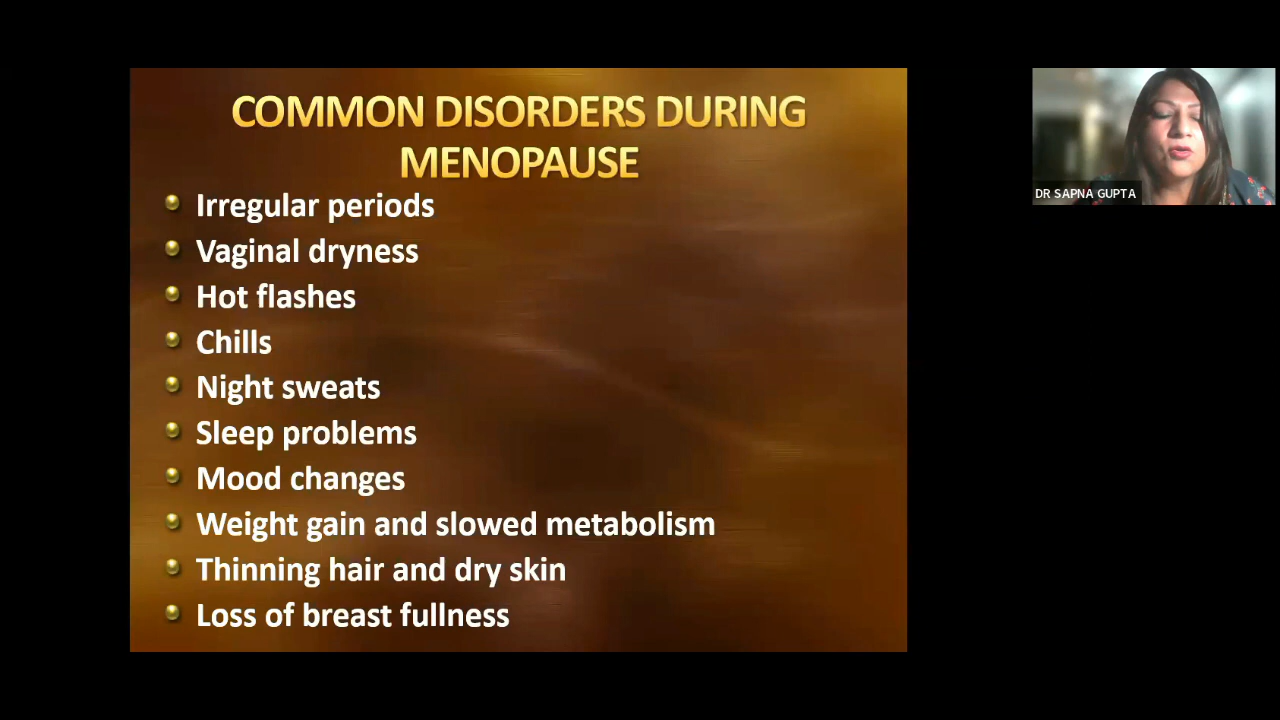 COMMON DISORDERS DURING
MENOPAUSE
Irregular periods
Vaginal dryness
Hot flashes
Chills
Night sweats
Sleep problems
Mood changes
Weight gain and slowed metabolism
Thinning hair and dry skin
Loss of breast fullness
DR SAPNA GUPTA